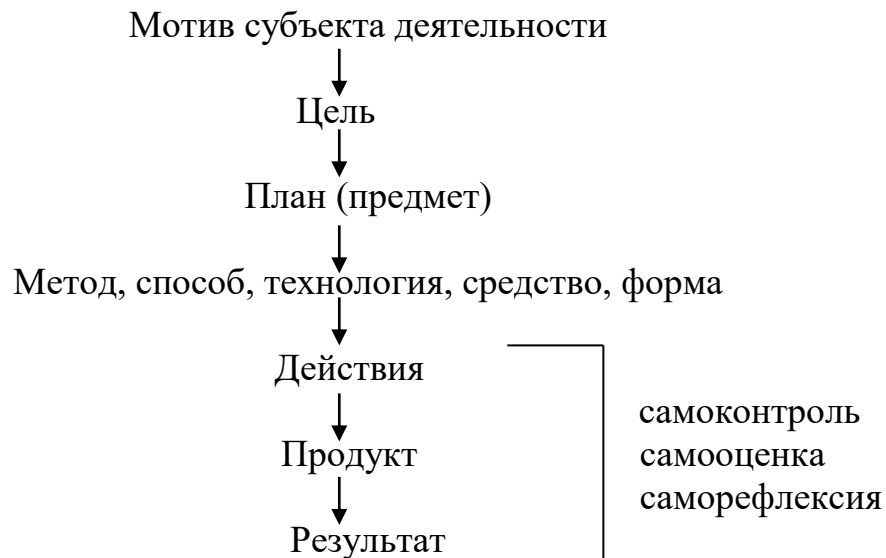 Мотив субъекта деятельности
Цель
План (предмет)
Метод, способ, технология, средство, форма
Действия
Продукт
Результат
самоконтроль
самооценка
саморефлексия